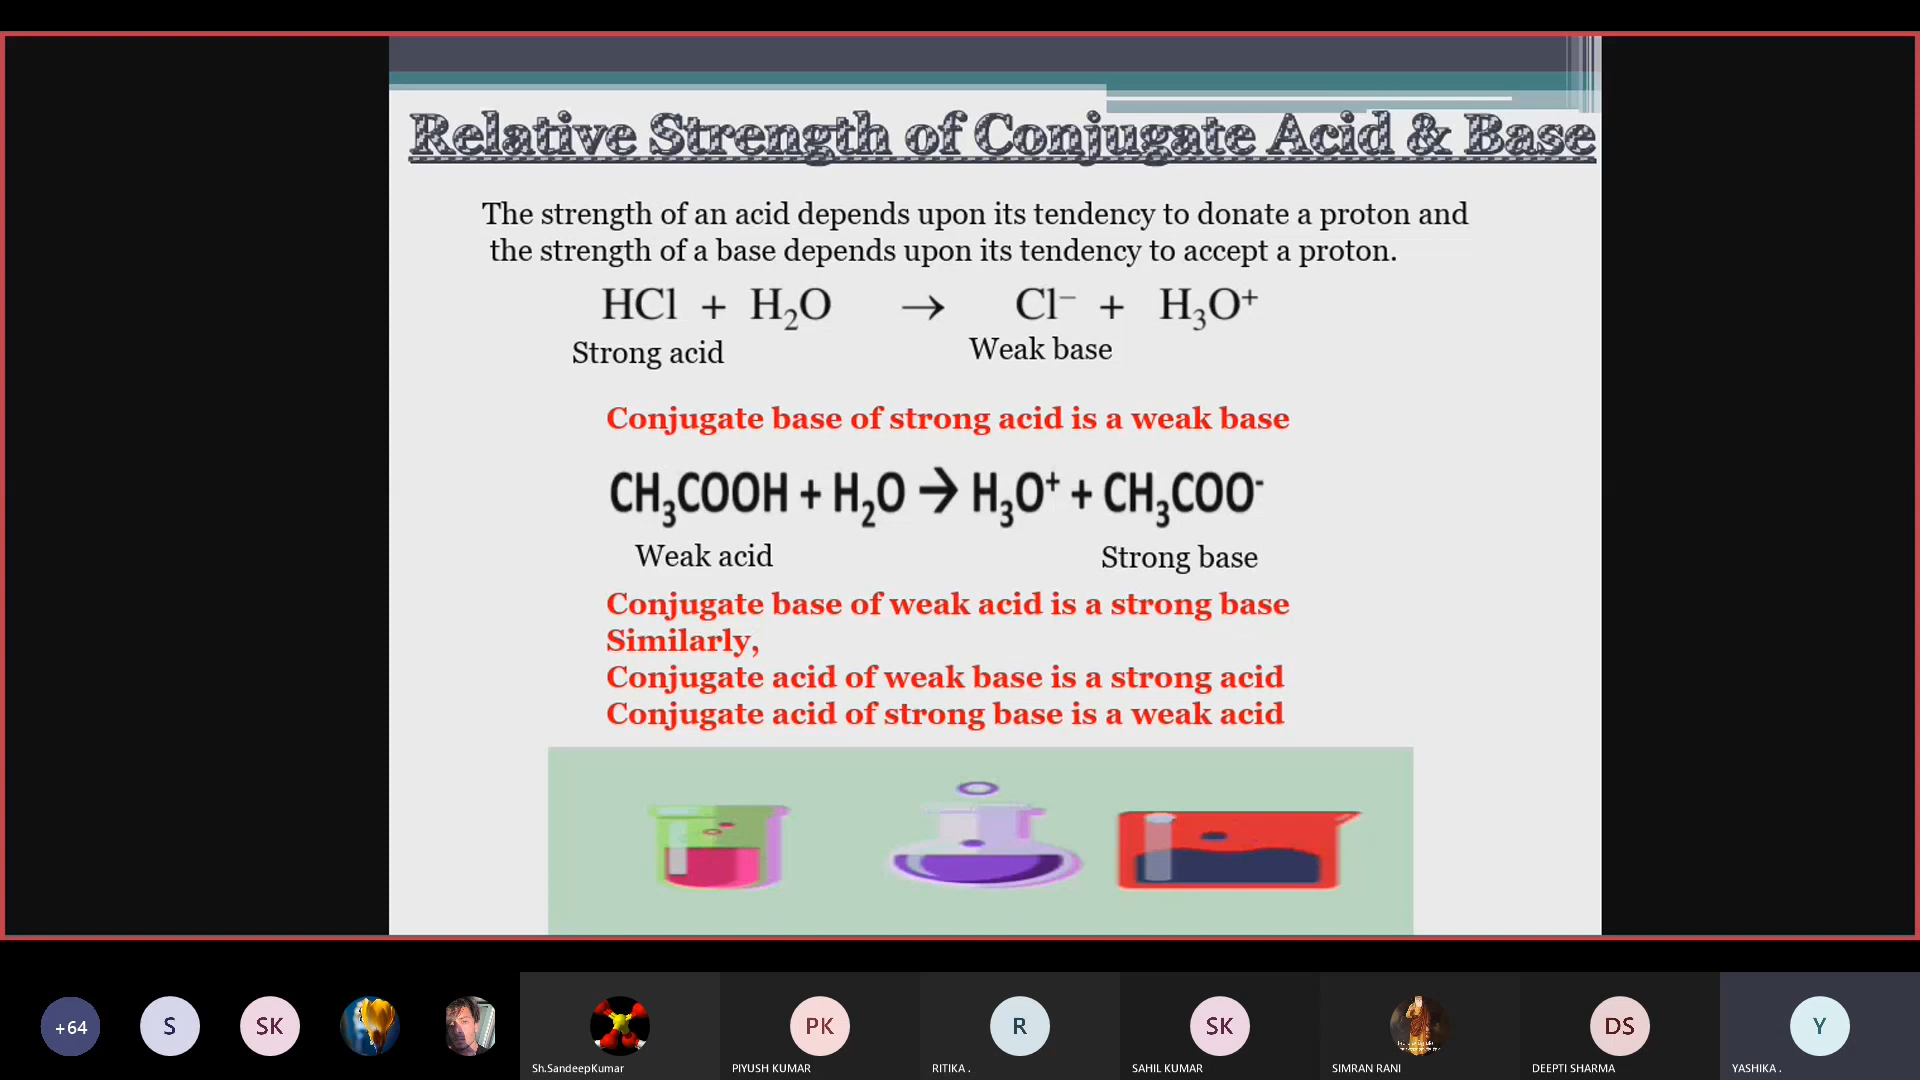 Relative Strength of Conjugate Acid & Base
The strength of an acid depends upon its tendency to donate a proton and
the strength of a base depends upon its tendency to accept a proton.
HCl + H₂O → Cl⁻ + H₃O⁺
Strong acid Weak base
Conjugate base of strong acid is a weak base
CH₃COOH + H₂O → H₃O⁺ + CH₃COO⁻
Weak acid Strong base
Conjugate base of weak acid is a strong base
Similarly,
Conjugate acid of weak base is a strong acid
Conjugate acid of strong base is a weak acid
+64 S SK PK R SK DS Y
Sh.SandeepKumar PIYUSH KUMAR RITIKA . SAHIL KUMAR SIMRAN RANI DEEPTI SHARMA YASHIKA .